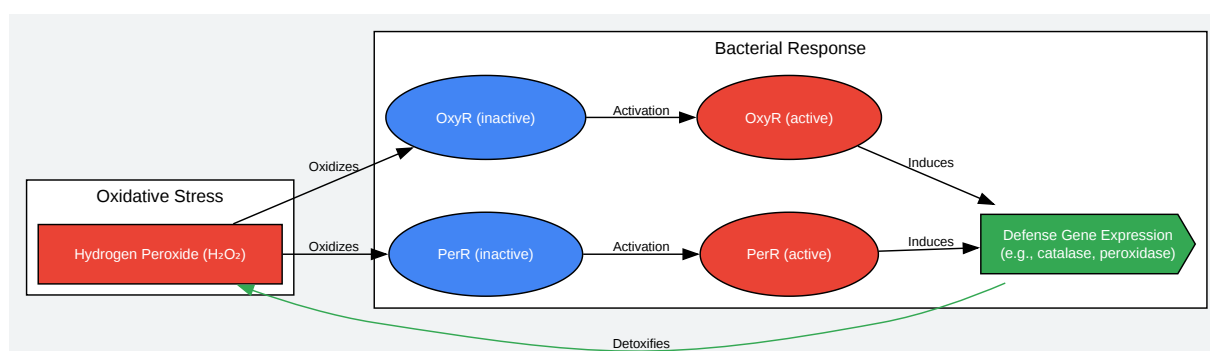 Bacterial Response
OxyR (inactive)
Activation
OxyR (active)
Oxidizes
Induces
Oxidative Stress
Hydrogen Peroxide (H₂O₂)
Oxidizes
PerR (inactive)
Activation
PerR (active)
Induces
Defense Gene Expression
(e.g., catalase, peroxidase)
Detoxifies